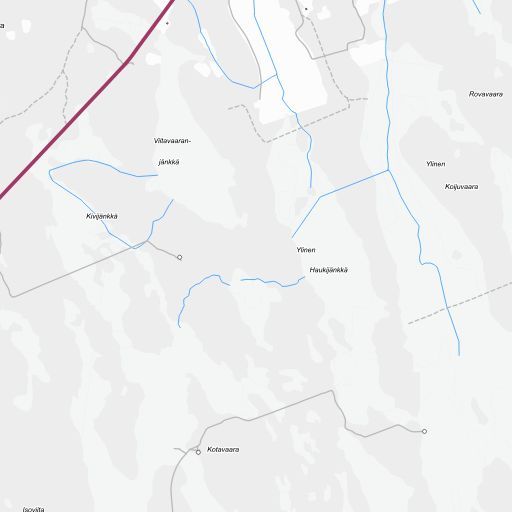 Rovavaara
Viitavaaran-
jänkkä
Ylinen
Koijuvaara
Kivijänkkä
Ylinen
Haukijänkkä
Kotavaara
Isoviita